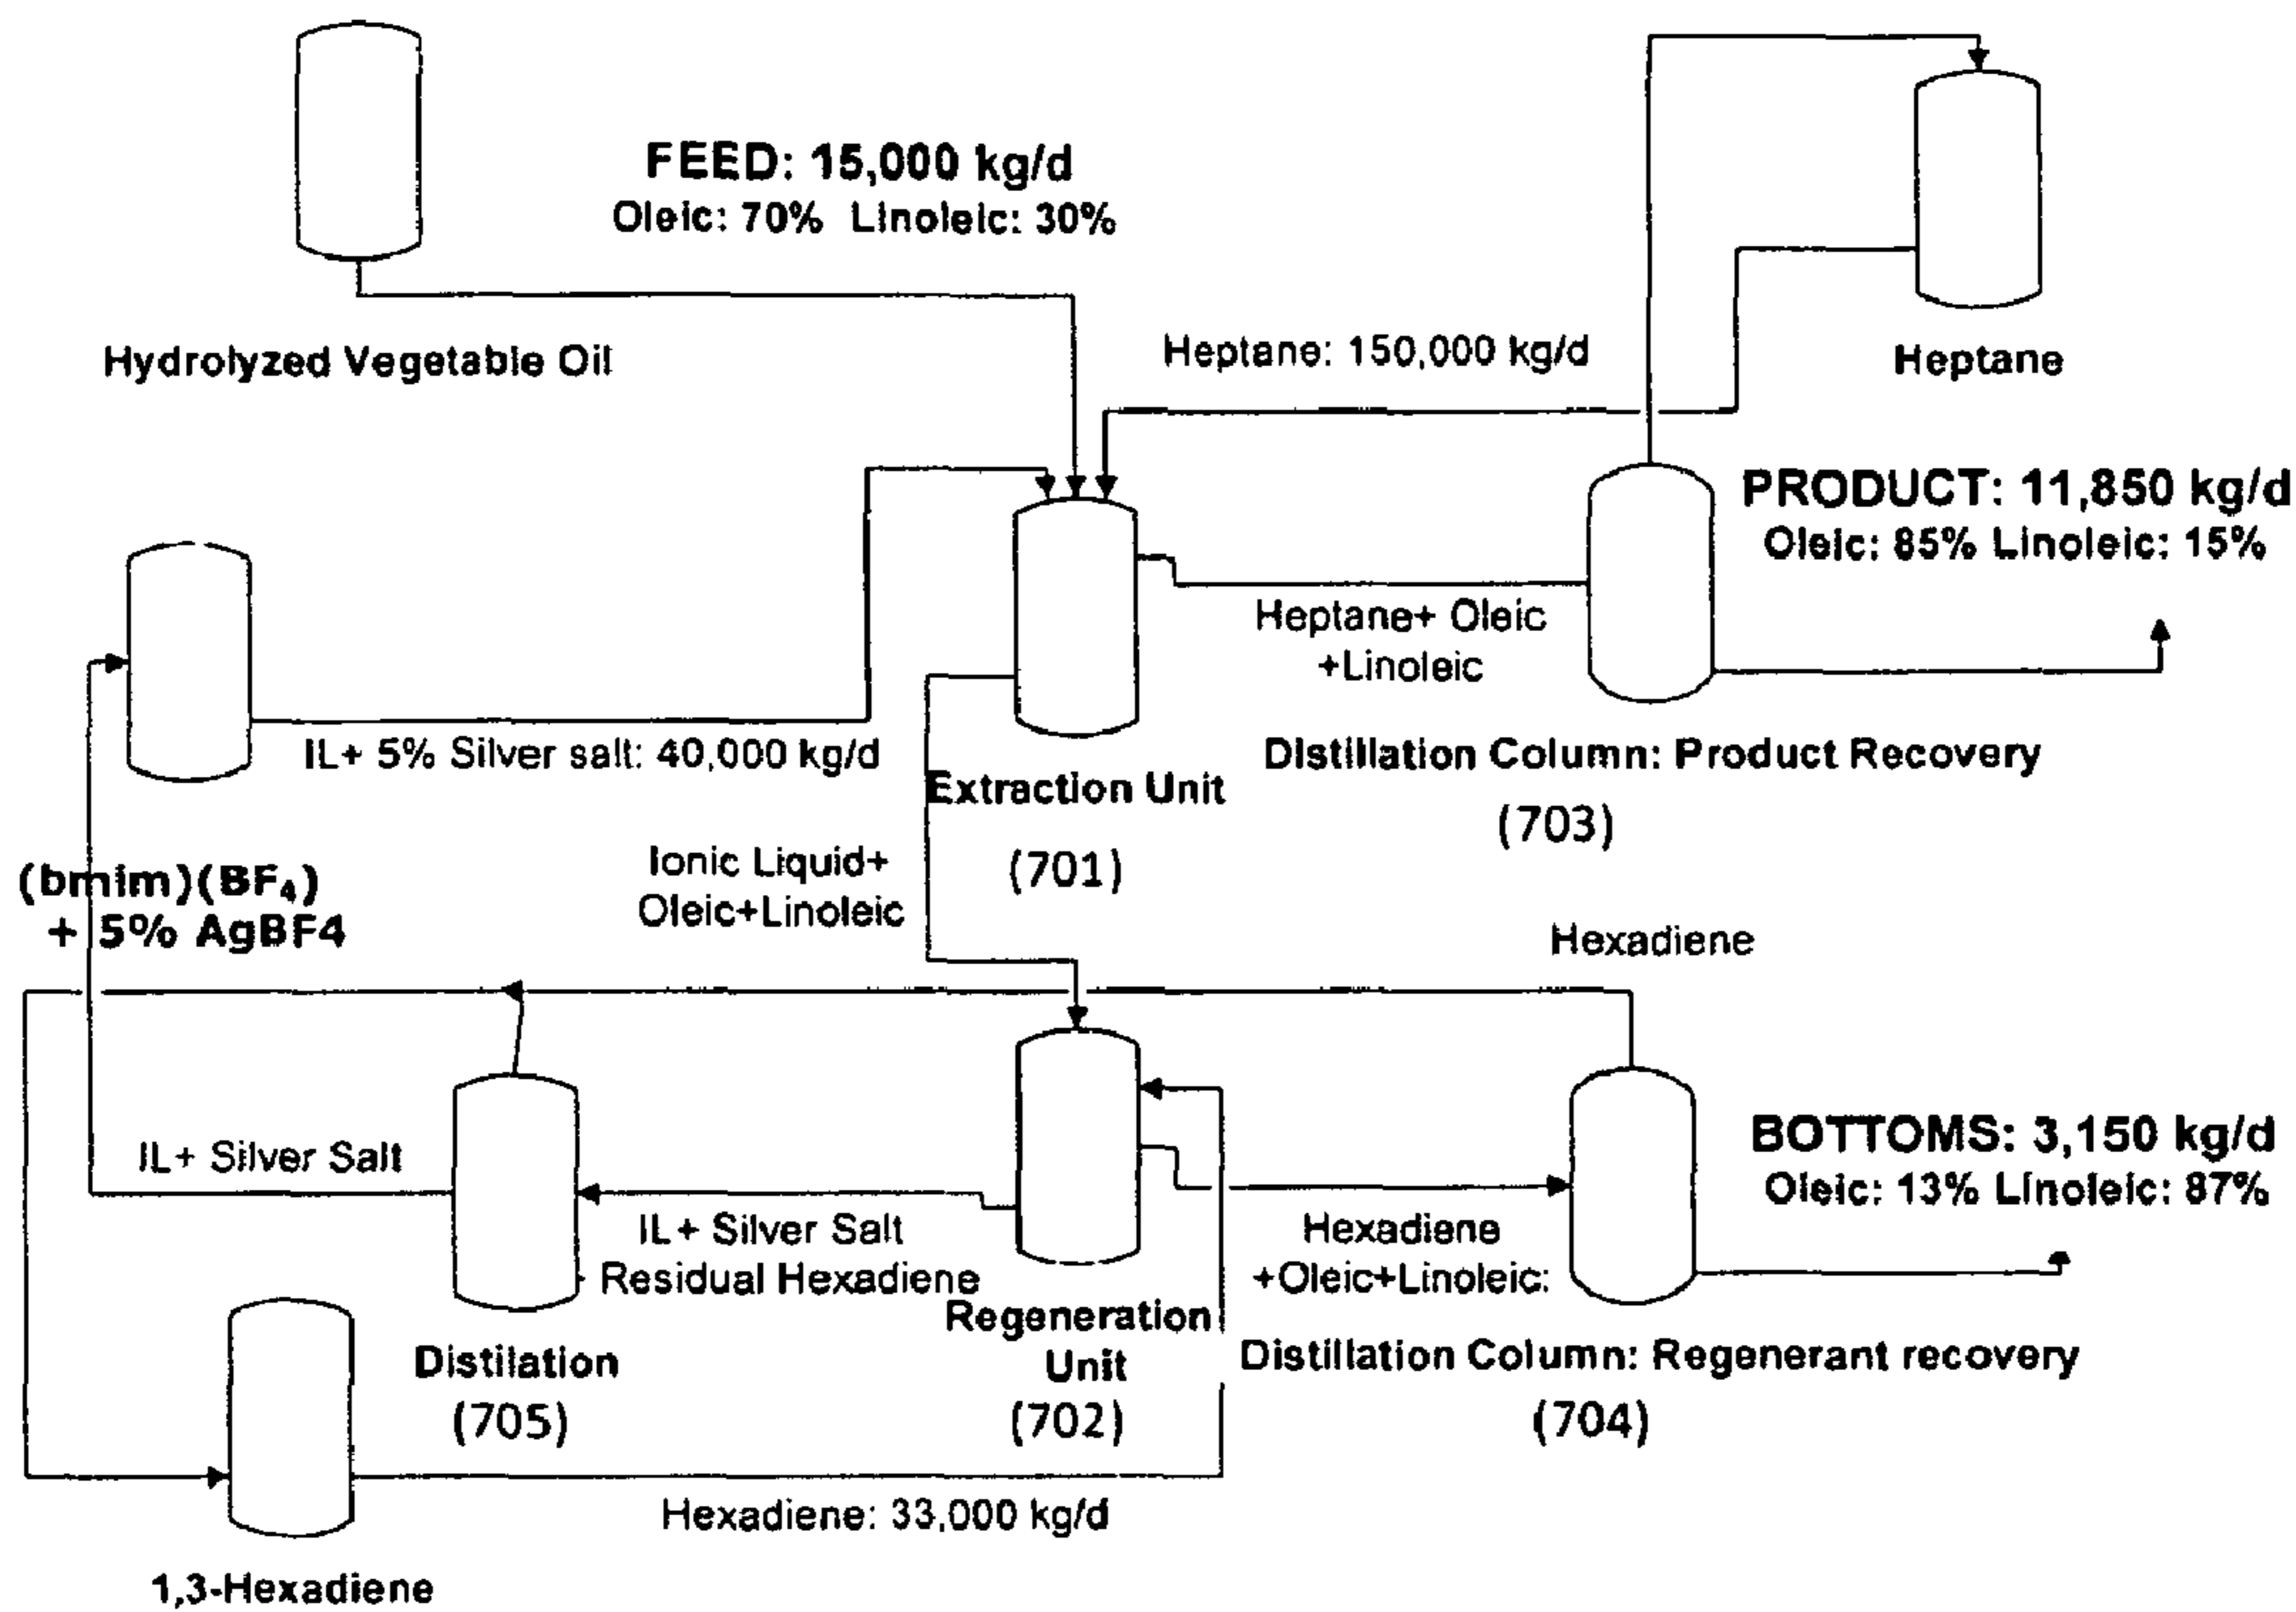 FEED: 15,000 kg/d
Oleic: 70% Linoleic: 30%
Hydrolyzed Vegetable Oil
Heptane: 150,000 kg/d
Heptane
PRODUCT: 11,850 kg/d
Oleic: 85% Linoleic: 15%
Heptane+ Oleic
+Linoleic
IL+ 5% Silver salt: 40,000 kg/d
Distillation Column: Product Recovery
(703)
Extraction Unit
(701)
Ionic Liquid+
Oleic+Linoleic
(bmim)(BF₄)
+ 5% AgBF4
Hexadiene
IL+ Silver Salt
BOTTOMS: 3,150 kg/d
Oleic: 13% Linoleic: 87%
IL+ Silver Salt
Residual Hexadiene
Hexadiene
+Oleic+Linoleic:
Regeneration
Unit
(702)
Distilation
(705)
Distillation Column: Regenerant recovery
(704)
Hexadiene: 33,000 kg/d
1,3-Hexadiene